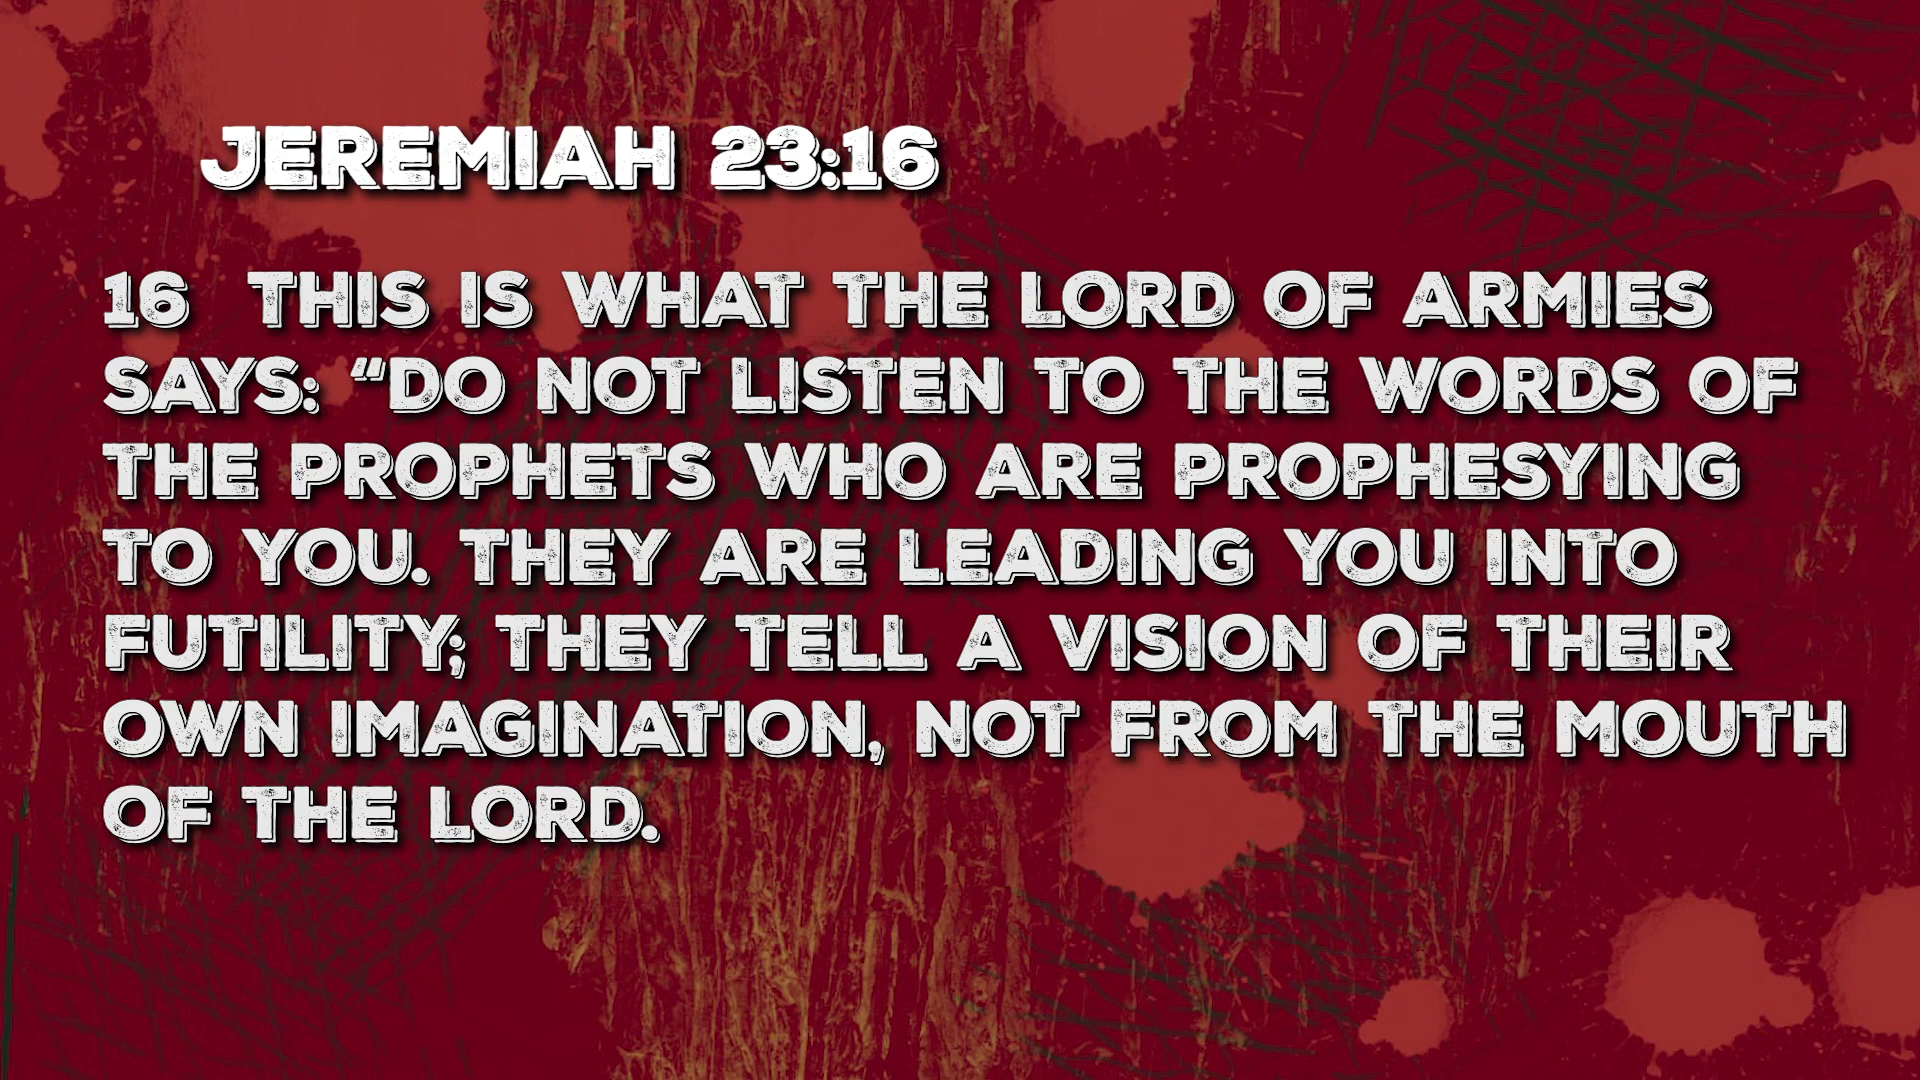 JEREMIAH 23:16
16 THIS IS WHAT THE LORD OF ARMIES
SAYS: “DO NOT LISTEN TO THE WORDS OF
THE PROPHETS WHO ARE PROPHESYING
TO YOU. THEY ARE LEADING YOU INTO
FUTILITY; THEY TELL A VISION OF THEIR
OWN IMAGINATION, NOT FROM THE MOUTH
OF THE LORD.